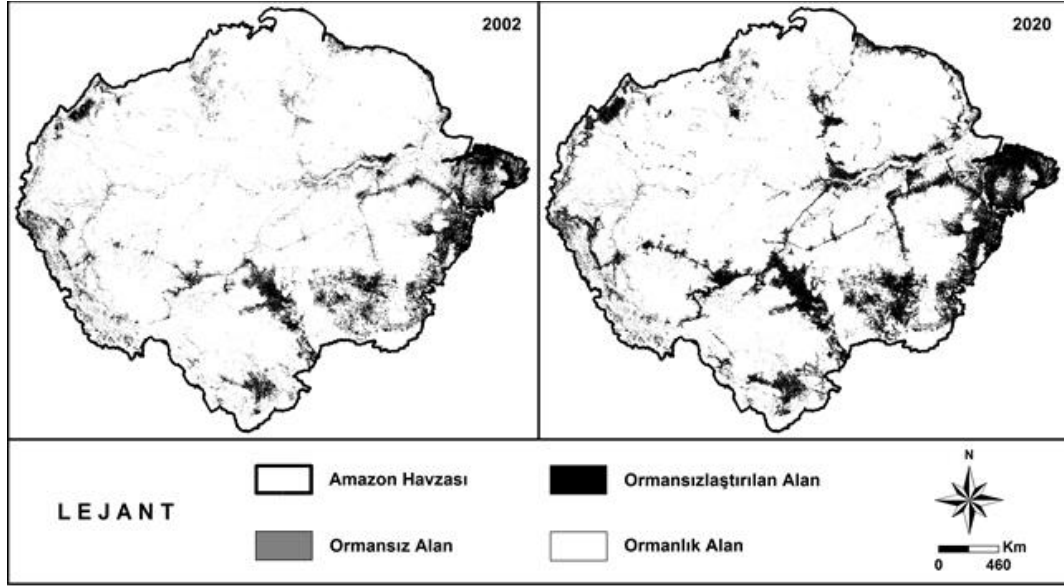 2002
2020
LEJANT
Amazon Havzası
Ormansızlaştırılan Alan
Ormansız Alan
Ormanlık Alan
N
Km
0 460